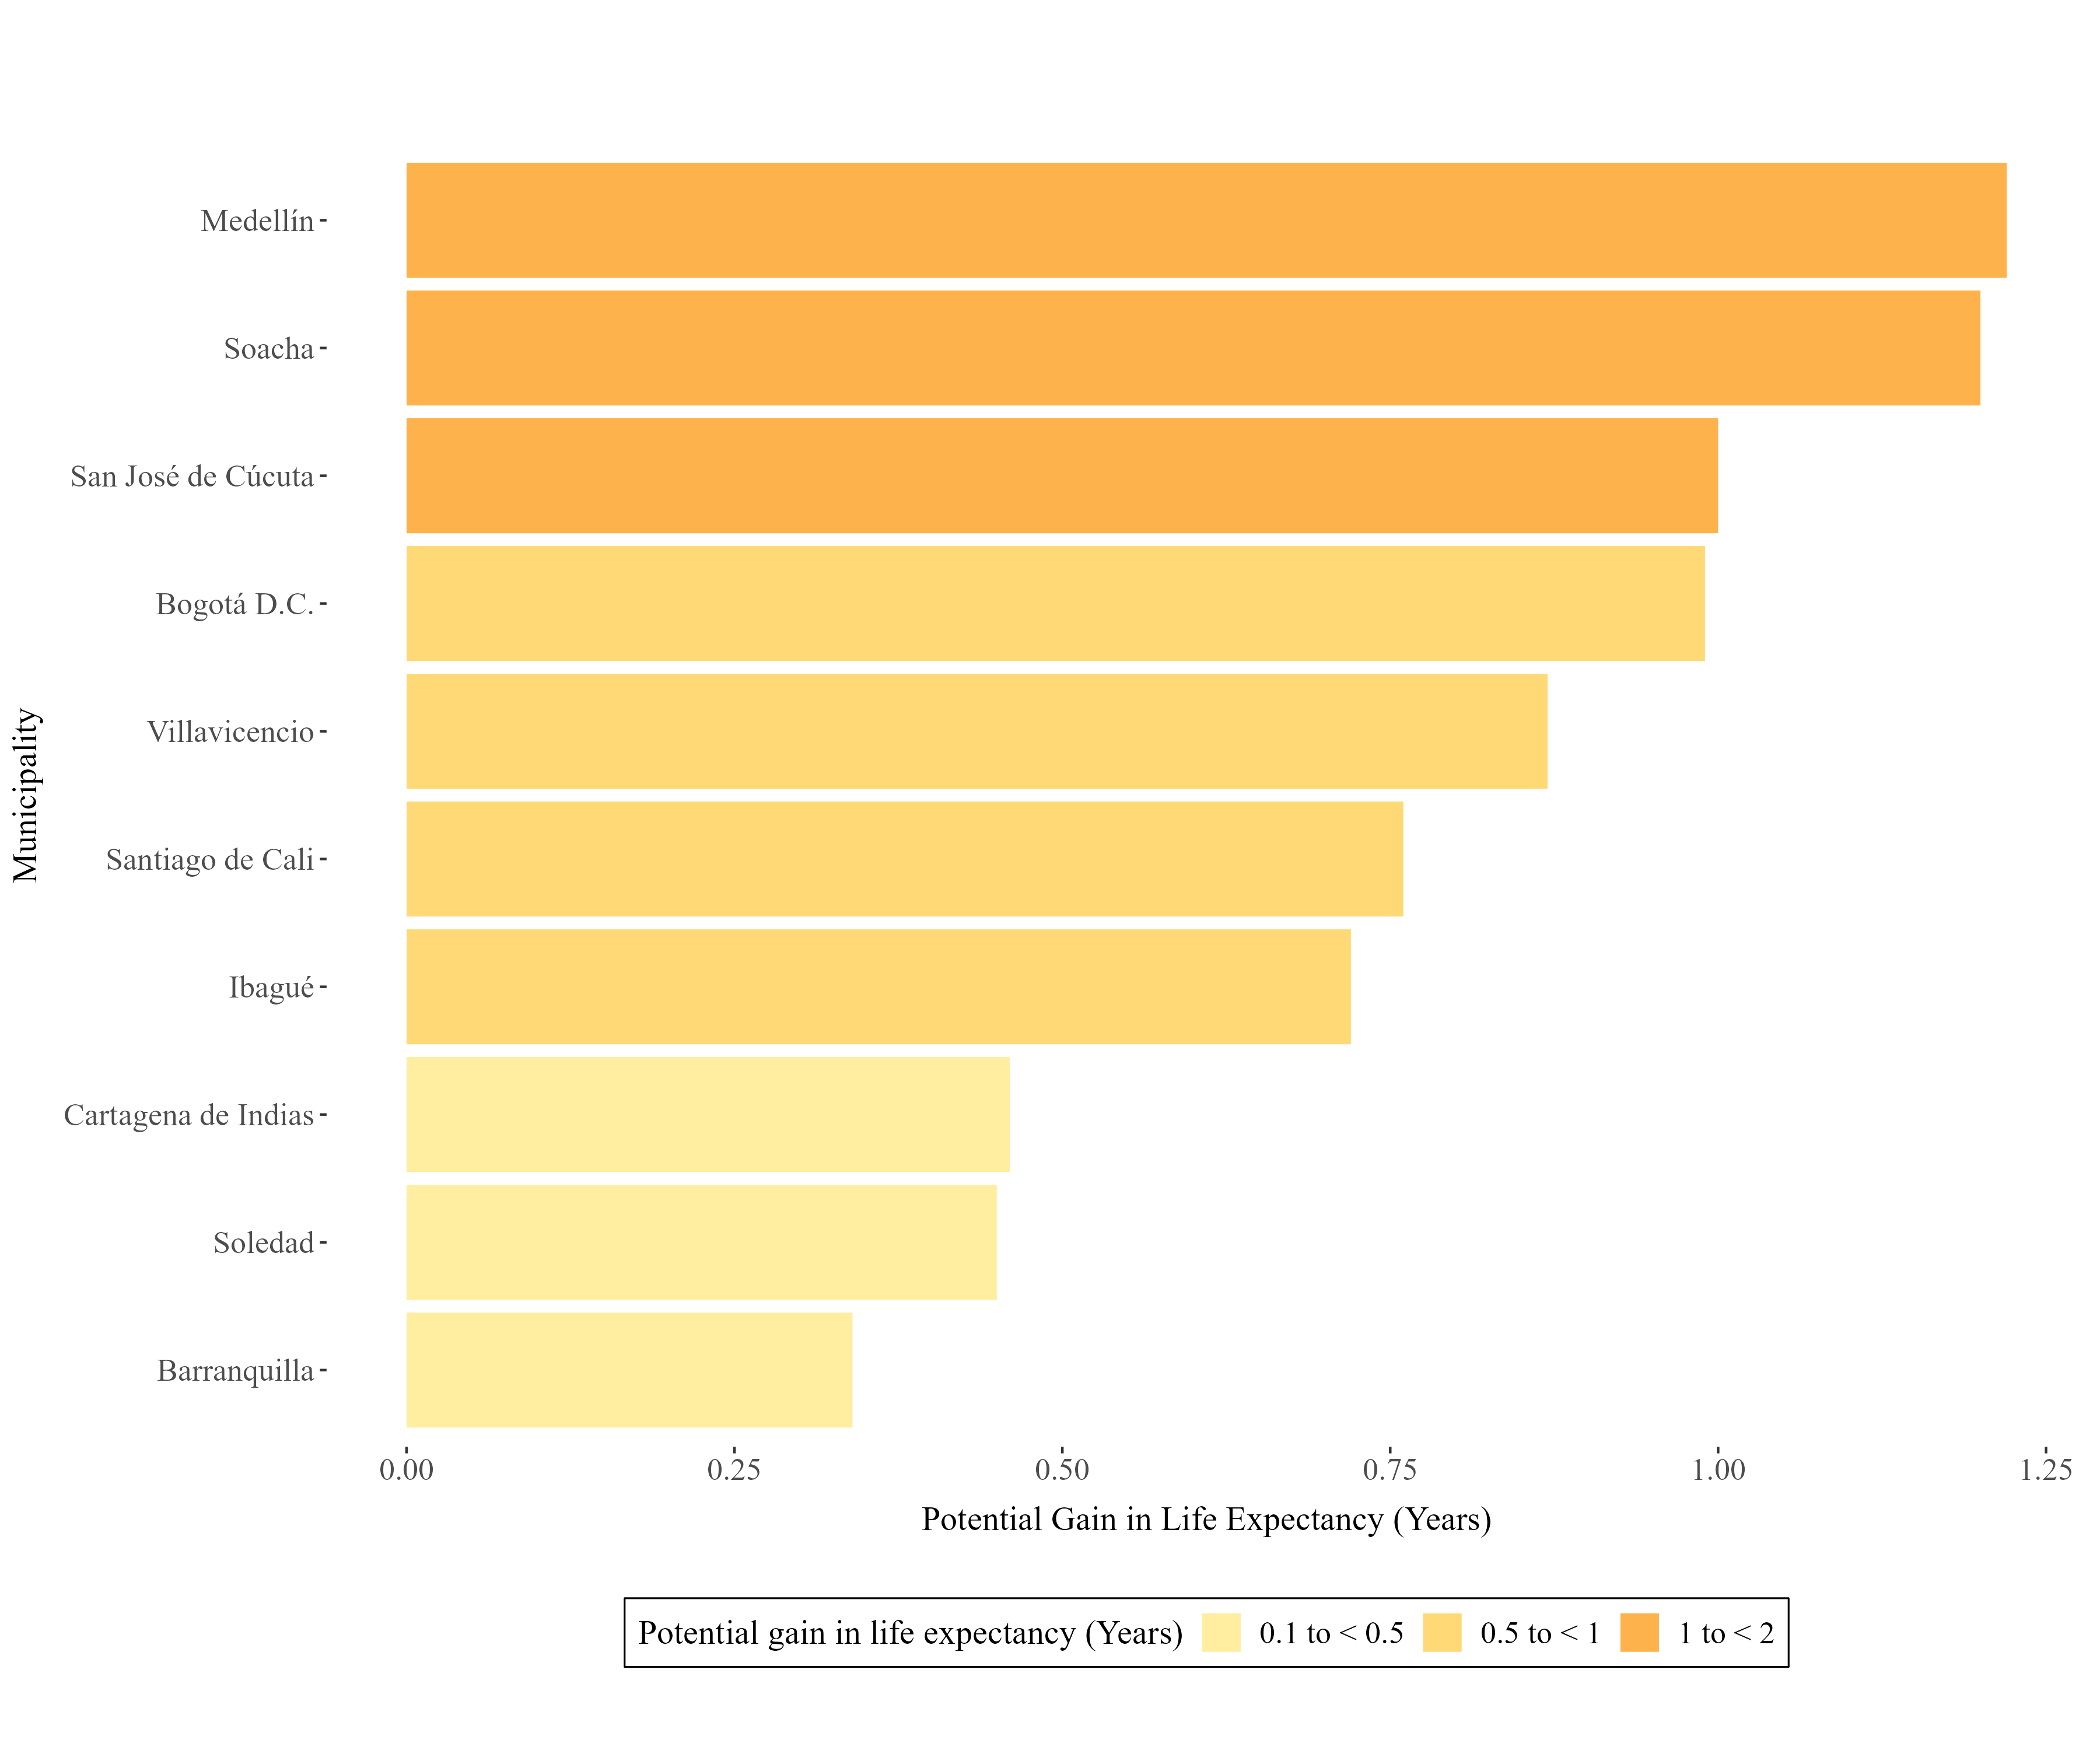 Municipality
Medellín
Soacha
San José de Cúcuta
Bogotá D.C.
Villavicencio
Santiago de Cali
Ibagué
Cartagena de Indias
Soledad
Barranquilla
0.00 0.25 0.50 0.75 1.00 1.25
Potential Gain in Life Expectancy (Years)
Potential gain in life expectancy (Years) 0.1 to < 0.5 0.5 to < 1 1 to < 2